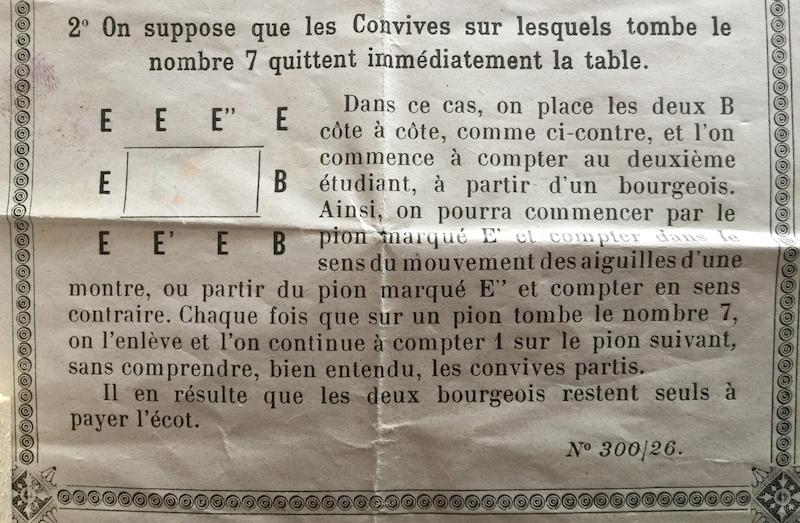 2º On suppose que les Convives sur lesquels tombe le
nombre 7 quittent immédiatement la table.
E E E'' E
E B
E E' E B
Dans ce cas, on place les deux B
côte à côte, comme ci-contre, et l'on
commence à compter au deuxième
étudiant, à partir d'un bourgeois.
Ainsi, on pourra commencer par le
pion marqué E' et compter dans le
sens du mouvement des aiguilles d'une
montre, ou partir du pion marqué E'' et compter en sens
contraire. Chaque fois que sur un pion tombe le nombre 7,
on l'enlève et l'on continue à compter 1 sur le pion suivant,
sans comprendre, bien entendu, les convives partis.
Il en résulte que les deux bourgeois restent seuls à
payer l'écot.
Nº 300/26.